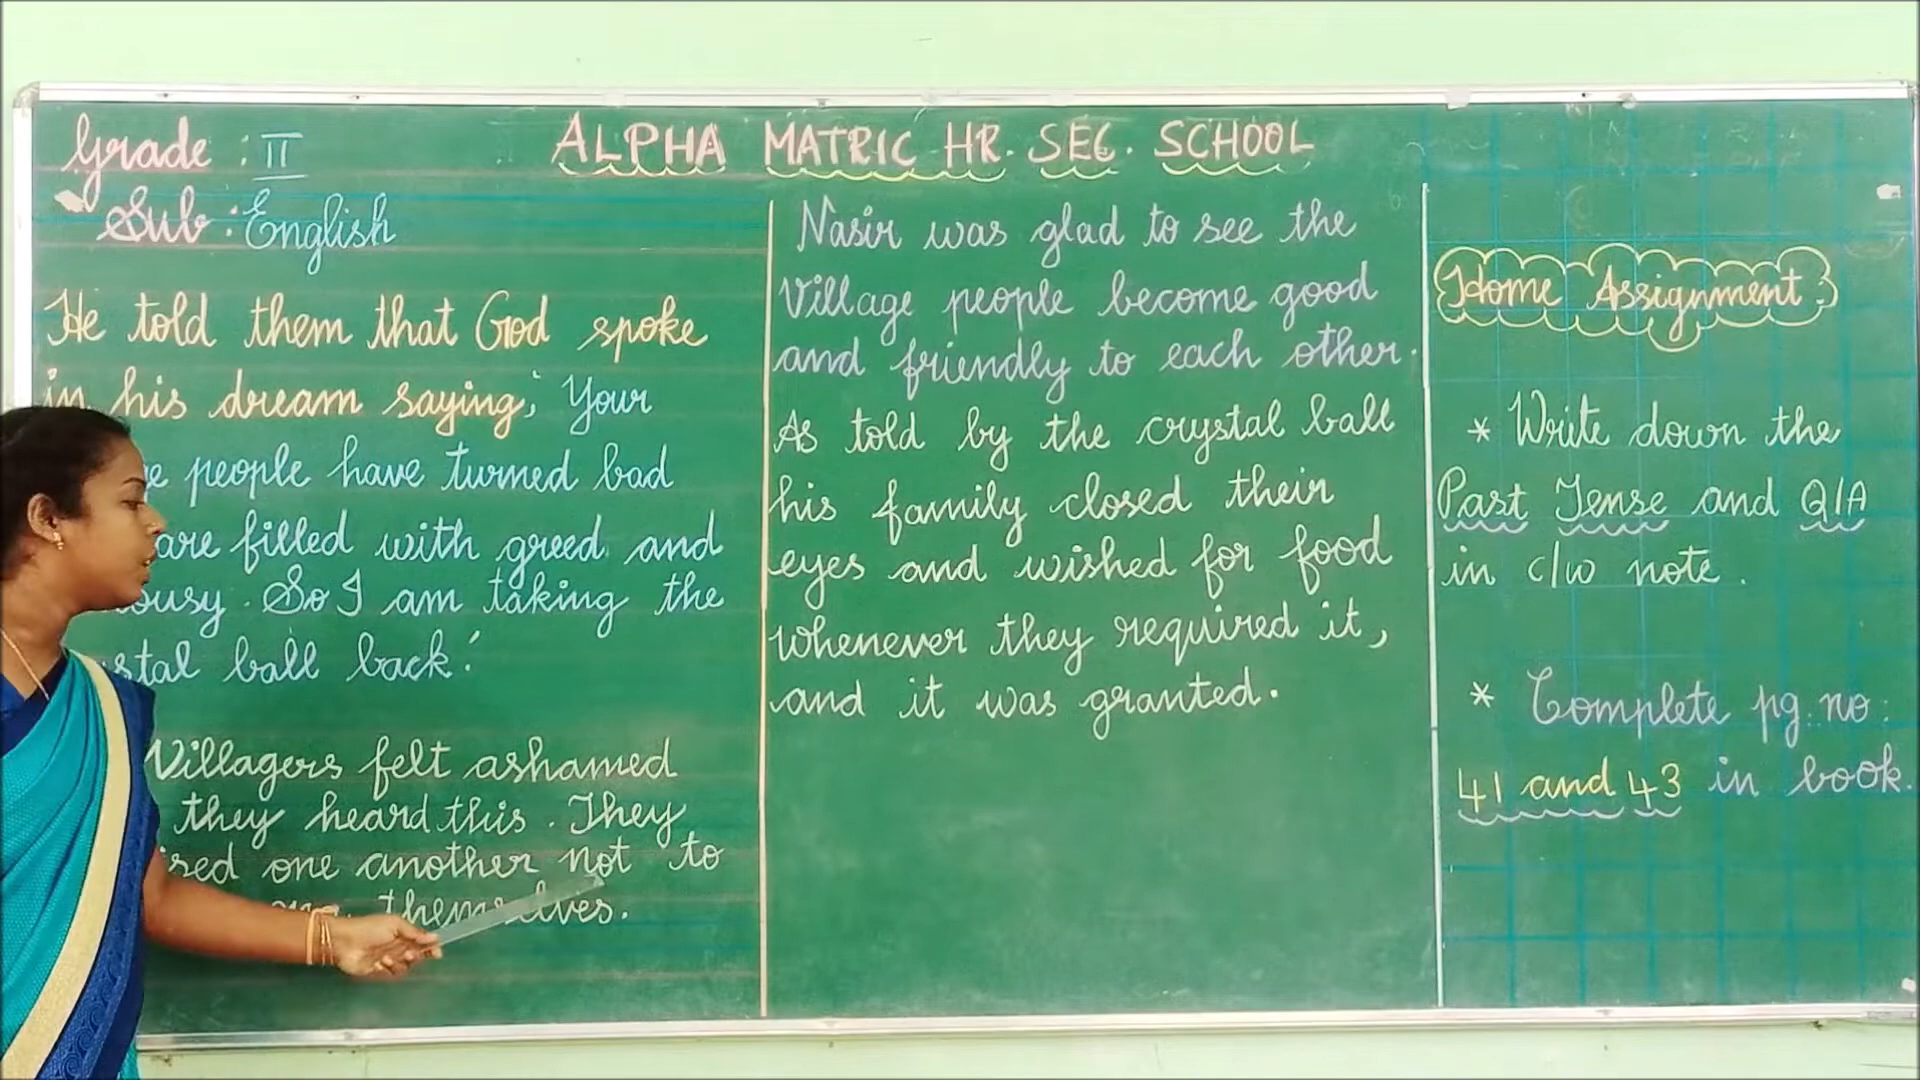 ALPHA MATRIC HR. SEC. SCHOOL
Grade : II
Sub : English
He told them that God spoke
in his dream saying; 'Your
people have turned bad
are filled with greed and
So I am taking the
ball back.'
Villagers felt ashamed
they heard this. They
one another not to
themselves.
Nasir was glad to see the
Village people become good
and friendly to each other.
As told by the crystal ball
his family closed their
eyes and wished for food
whenever they required it,
and it was granted.
Home Assignment:
* Write down the
Past Tense and Q/A
in c/w note.
* Complete pg. no:
41 and 43 in book.